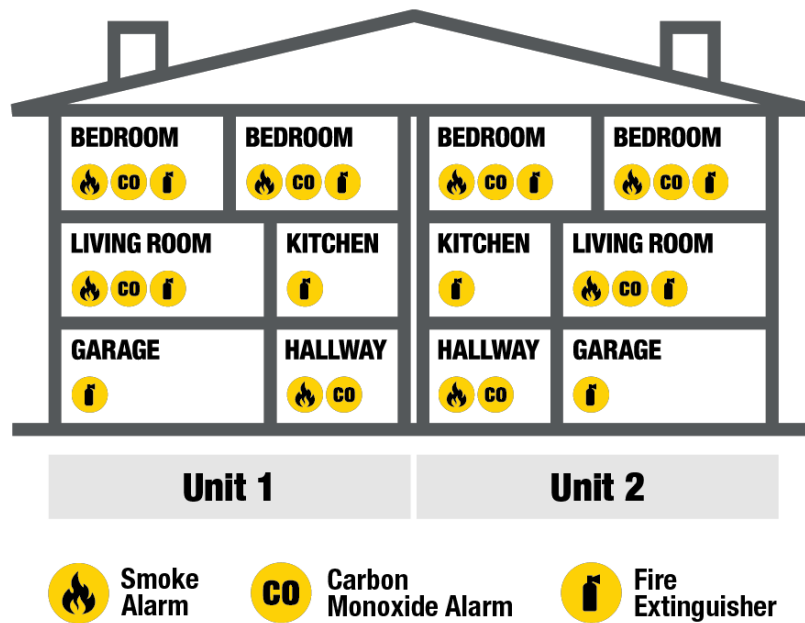 BEDROOM BEDROOM BEDROOM BEDROOM
CO CO CO CO
LIVING ROOM KITCHEN KITCHEN LIVING ROOM
CO CO
GARAGE HALLWAY HALLWAY GARAGE
CO CO
Unit 1 Unit 2
Smoke
Alarm
CO
Carbon
Monoxide Alarm
Fire
Extinguisher